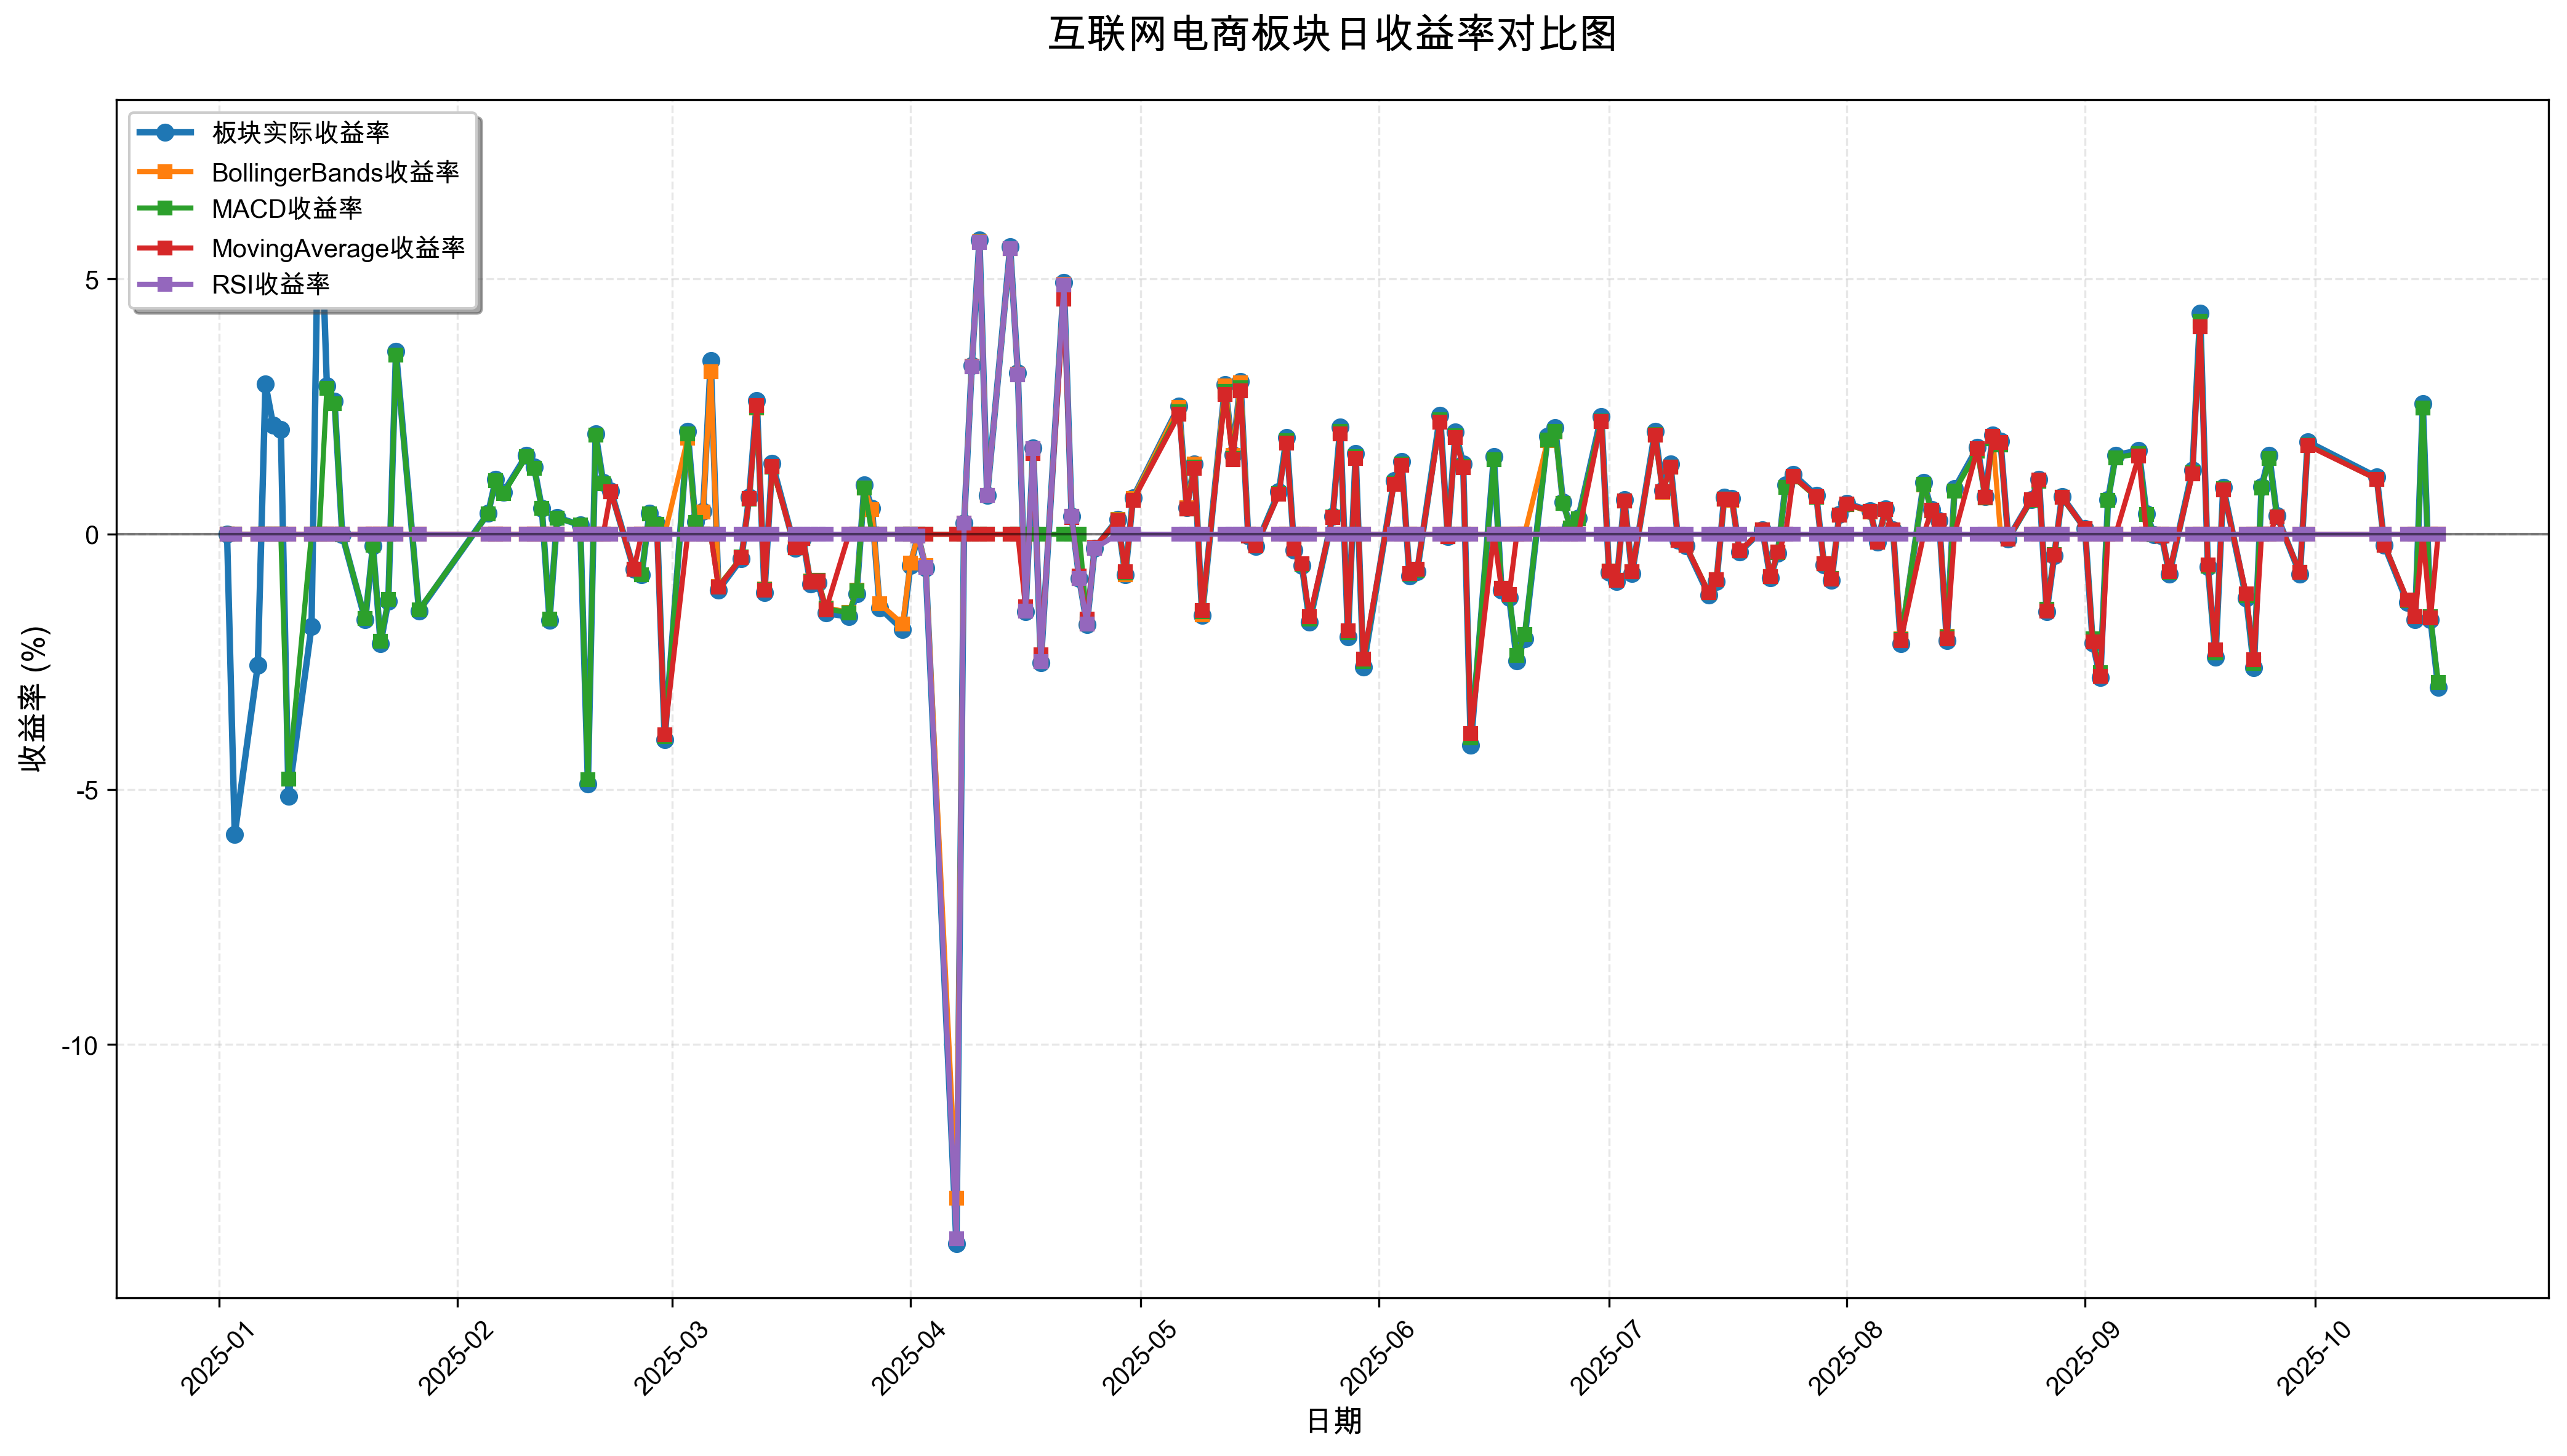 互联网电商板块日收益率对比图
板块实际收益率
BollingerBands收益率
MACD收益率
MovingAverage收益率
RSI收益率
收益率 (%)
5
0
-5
-10
2025-01
2025-02
2025-03
2025-04
2025-05
2025-06
2025-07
2025-08
2025-09
2025-10
日期